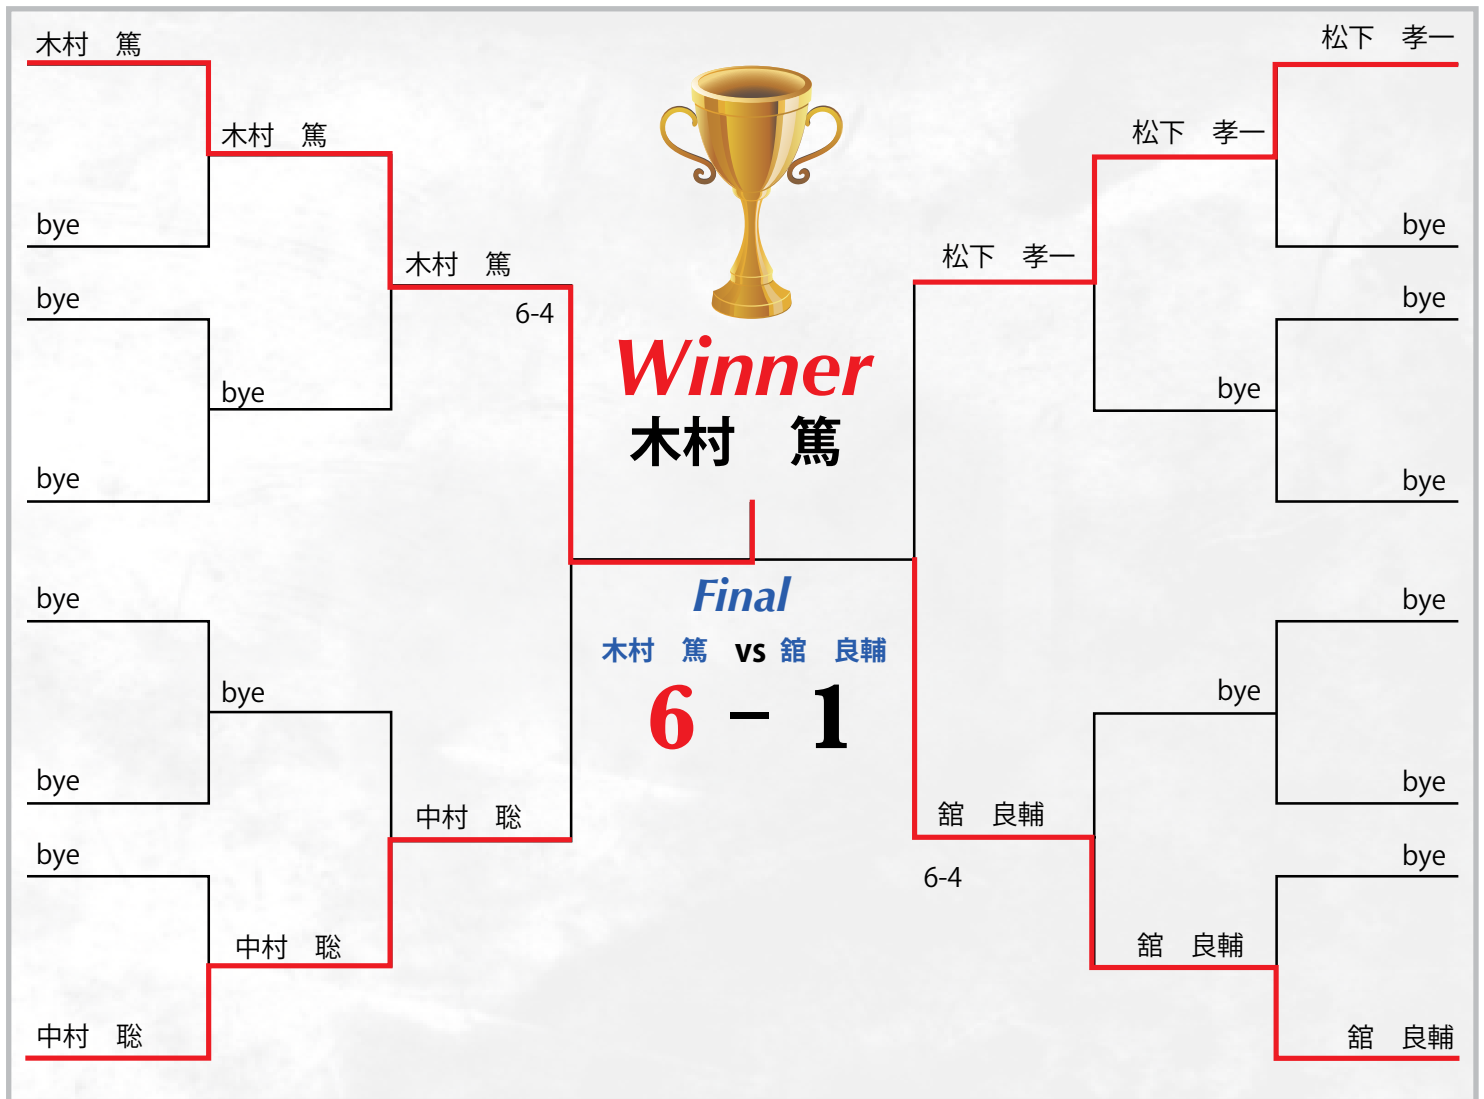 木村　篤
木村　篤
bye
bye
木村　篤
6-4
bye
bye
bye
bye
bye
中村　聡
bye
中村　聡
中村　聡
Winner
木村　篤
Final
木村　篤 vs 舘　良輔
6 – 1
松下　孝一
松下　孝一
bye
松下　孝一
bye
bye
bye
bye
bye
bye
舘　良輔
6-4
bye
舘　良輔
舘　良輔